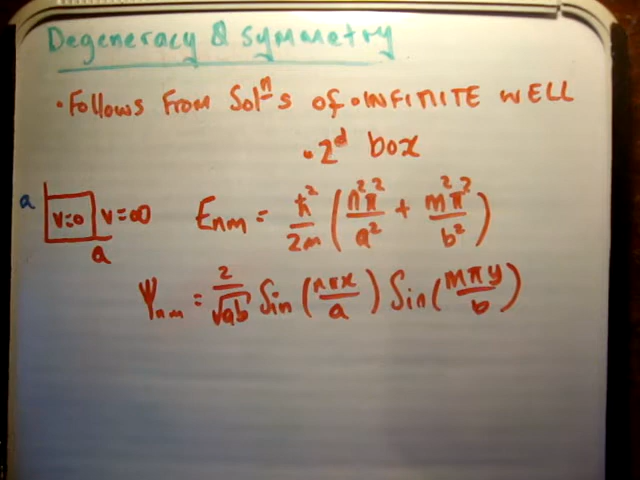 Degeneracy & Symmetry
• Follows From Solⁿs of • INFINITE WELL
• 2ᵈ box
a V=0 V=∞ a
Enm = ħ²/2m (n²π²/a² + m²π²/b²)
Ψnm = 2/√ab Sin (nπx/a) Sin (mπy/b)